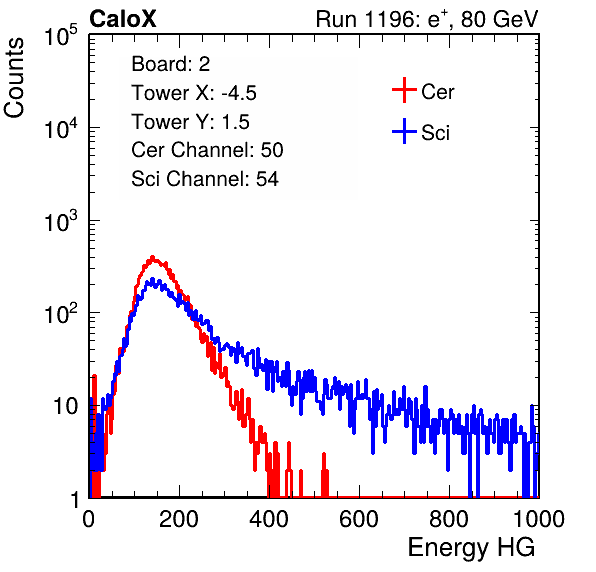 CaloX Run 1196: e⁺, 80 GeV
Board: 2
Tower X: -4.5
Tower Y: 1.5
Cer Channel: 50
Sci Channel: 54
Cer
Sci
Counts
10⁵
10⁴
10³
10²
10
1
0 200 400 600 800 1000
Energy HG